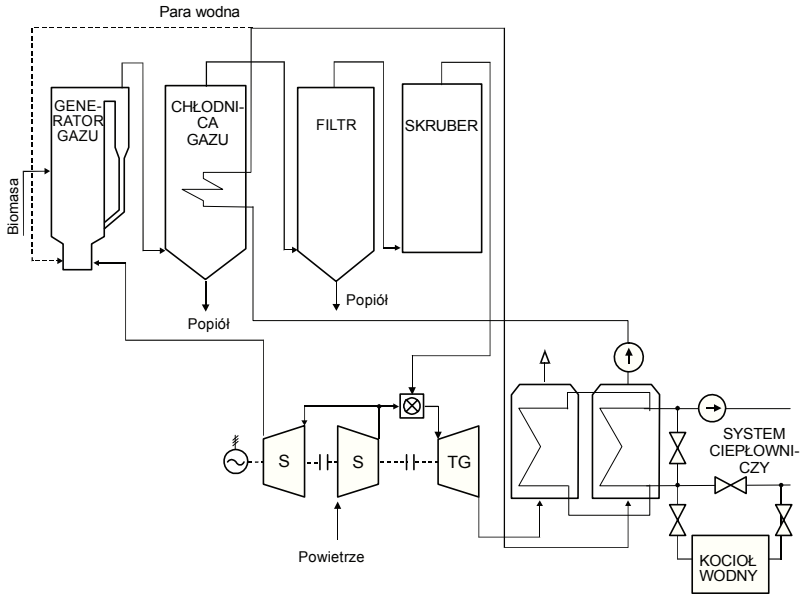 Para wodna
GENE-
RATOR
GAZU
CHŁODNI-
CA
GAZU
FILTR
SKRUBER
Biomasa
Popiół
Popiół
S
S
TG
SYSTEM
CIEPŁOWNI-
CZY
Powietrze
KOCIOŁ
WODNY